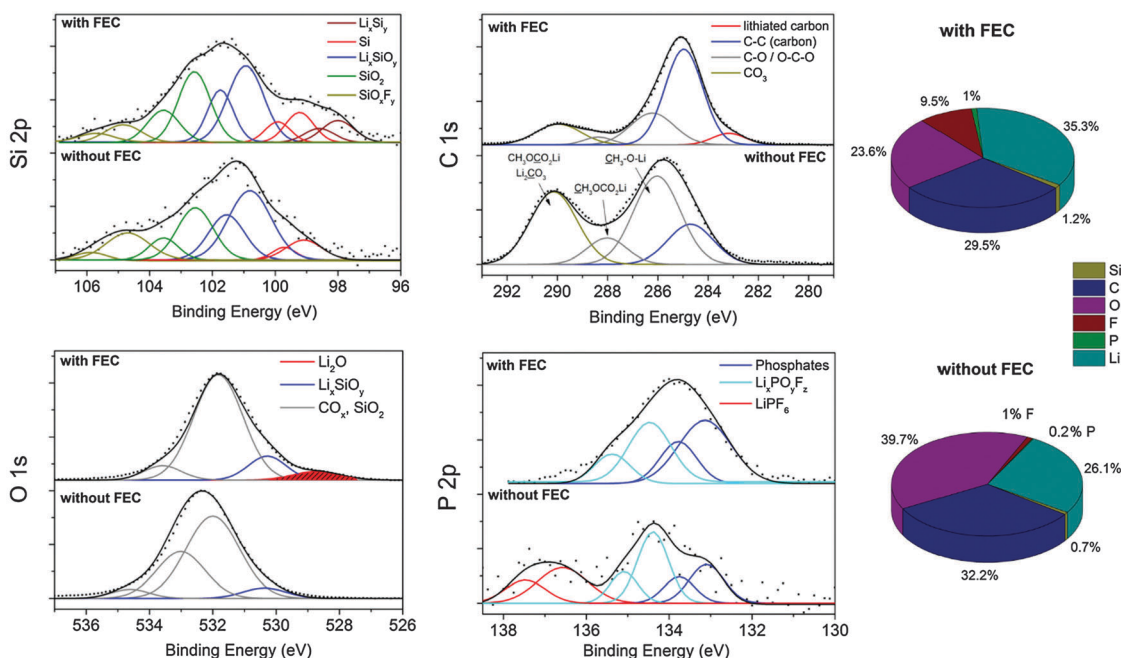 with FEC
LixSiy
Si
LixSiOy
SiO2
SiOxFy
without FEC
Si 2p
106 104 102 100 98 96
Binding Energy (eV)
with FEC
lithiated carbon
C-C (carbon)
C-O / O-C-O
CO3
without FEC
CH3OCO2Li
Li2CO3
CH3-O-Li
CH3OCO2Li
C 1s
292 290 288 286 284 282 280
Binding Energy (eV)
with FEC
1%
9.5%
35.3%
23.6%
1.2%
29.5%
Si
C
O
F
P
Li
with FEC
Li2O
LixSiOy
COx, SiO2
without FEC
O 1s
536 534 532 530 528 526
Binding Energy (eV)
with FEC
Phosphates
LixPOyFz
LiPF6
without FEC
P 2p
138 136 134 132 130
Binding Energy (eV)
without FEC
1% F
0.2% P
39.7%
26.1%
0.7%
32.2%